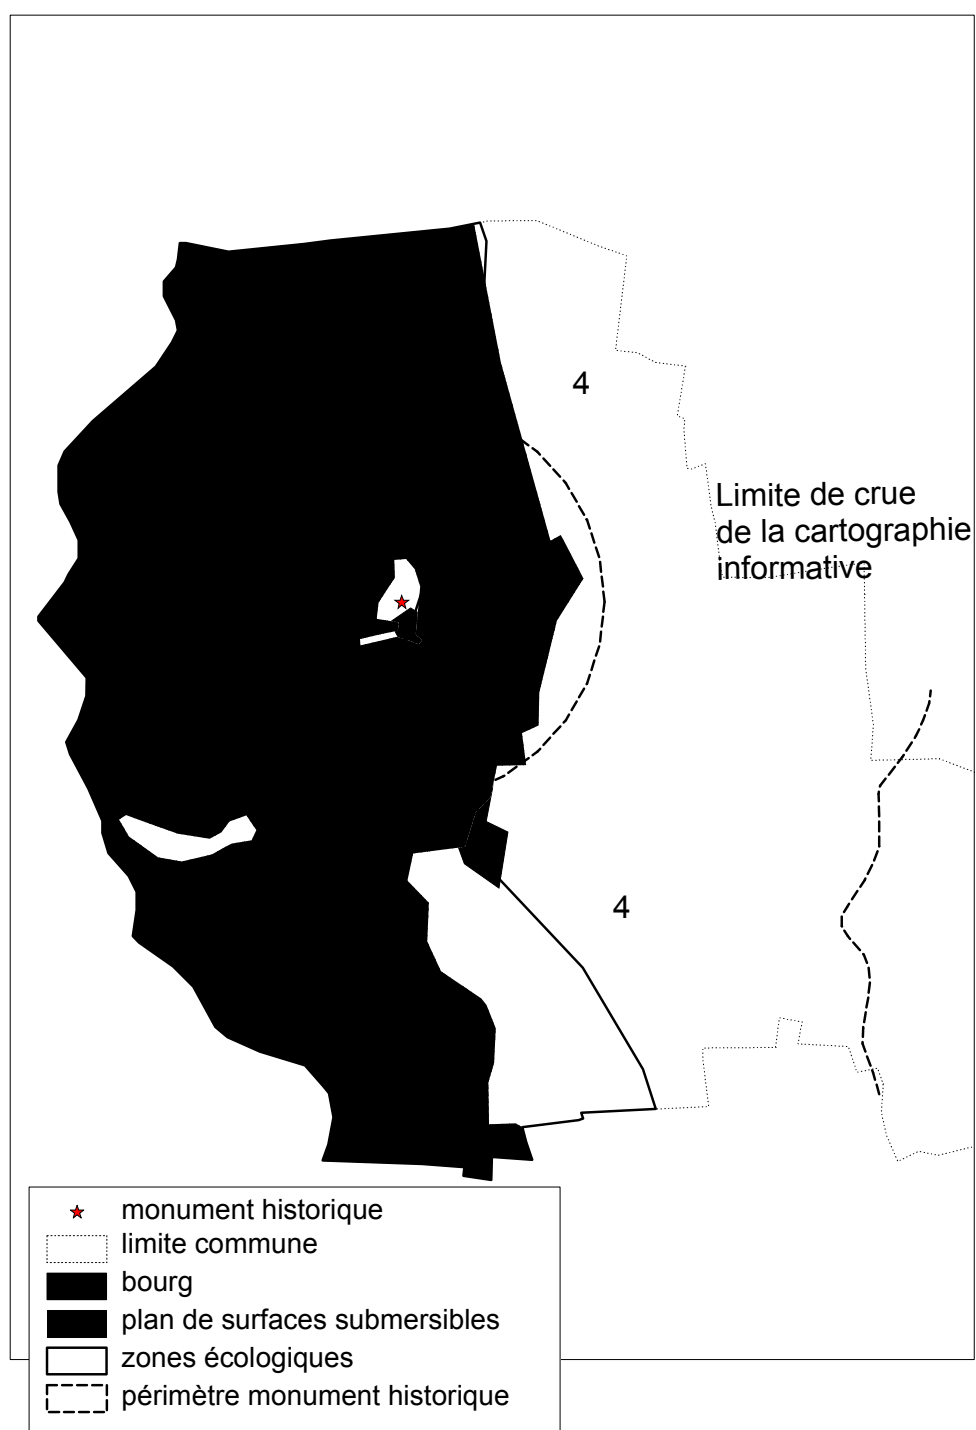 4
Limite de crue
de la cartographie
informative
4
monument historique
limite commune
bourg
plan de surfaces submersibles
zones écologiques
périmètre monument historique